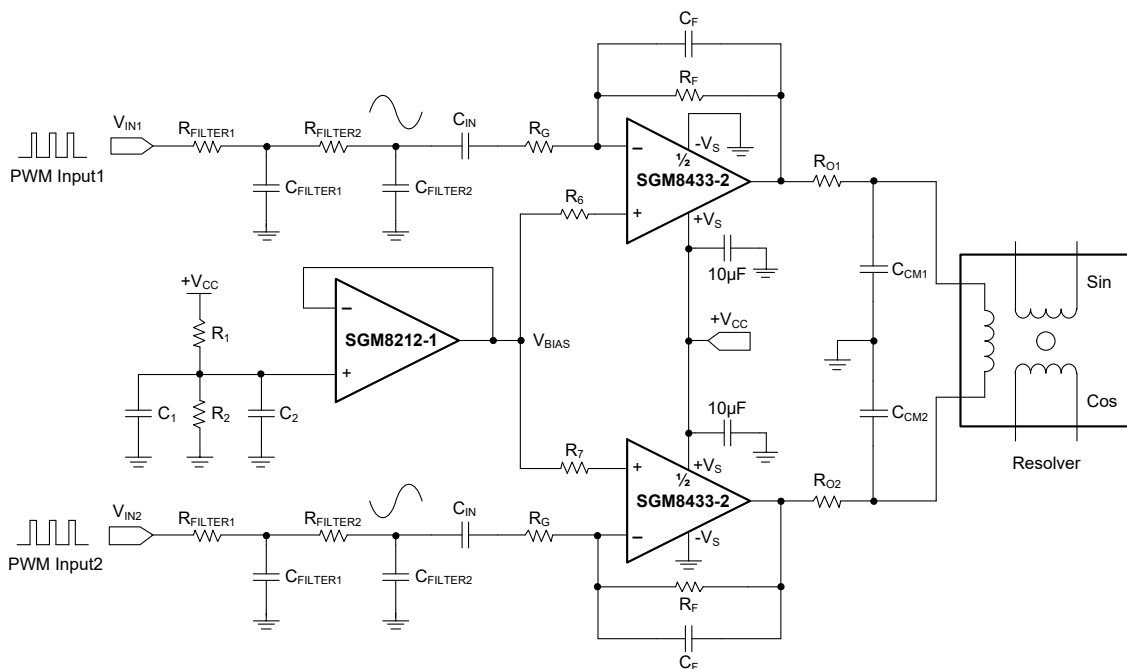 C_F
R_F
V_IN1
R_FILTER1
R_FILTER2
C_IN
R_G
PWM Input1
C_FILTER1
C_FILTER2
−
-V_S
½
SGM8433-2
+
+V_S
R_O1
R_6
10μF
C_CM1
Sin
+V_CC
R_1
−
SGM8212-1
+
V_BIAS
+V_CC
C_1
R_2
C_2
10μF
C_CM2
Cos
Resolver
R_7
+
+V_S
½
SGM8433-2
−
-V_S
R_O2
V_IN2
R_FILTER1
R_FILTER2
C_IN
R_G
PWM Input2
C_FILTER1
C_FILTER2
R_F
C_F